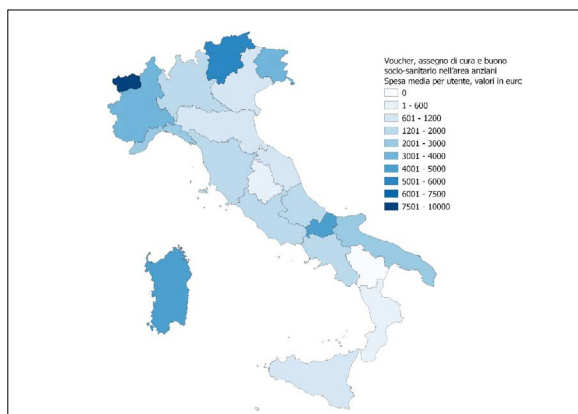 Voucher, assegno di cura e buono
socio-sanitario nell'area anziani
Spesa media per utente, valori in euro
0
1 - 600
601 - 1200
1201 - 2000
2001 - 3000
3001 - 4000
4001 - 5000
5001 - 6000
6001 - 7500
7501 - 10000